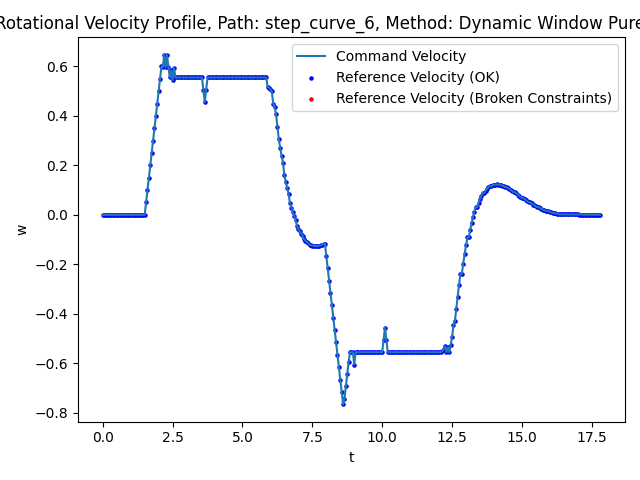 Rotational Velocity Profile, Path: step_curve_6, Method: Dynamic Window Pure
Command Velocity
Reference Velocity (OK)
Reference Velocity (Broken Constraints)
0.6
0.4
0.2
0.0
−0.2
−0.4
−0.6
−0.8
w
0.0 2.5 5.0 7.5 10.0 12.5 15.0 17.5
t